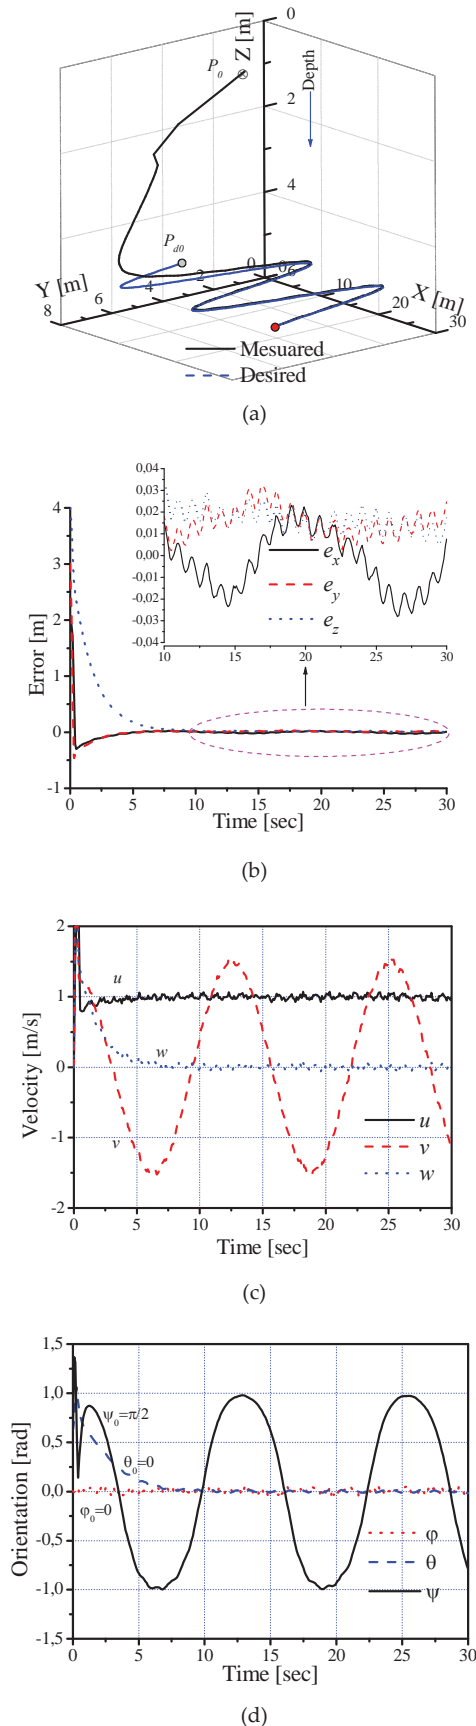 0
Z [m]
P0
Depth
2
4
Pd0
Y [m]
8
6
4
2
0
0
6
10
20
30
X [m]
Mesuared
Desired
(a)
0,04
0,03
0,02
0,01
0,00
-0,01
-0,02
-0,03
-0,04
10 15 20 25 30
ex
ey
ez
4
3
2
1
0
-1
Error [m]
0 5 10 15 20 25 30
Time [sec]
(b)
2
1
0
-1
-2
Velocity [m/s]
u
w
v
u
v
w
0 5 10 15 20 25 30
Time [sec]
(c)
1,5
1,0
0,5
0,0
-0,5
-1,0
-1,5
Orientation [rad]
ψ0=π/2
θ0=0
φ0=0
φ
θ
ψ
0 5 10 15 20 25 30
Time [sec]
(d)